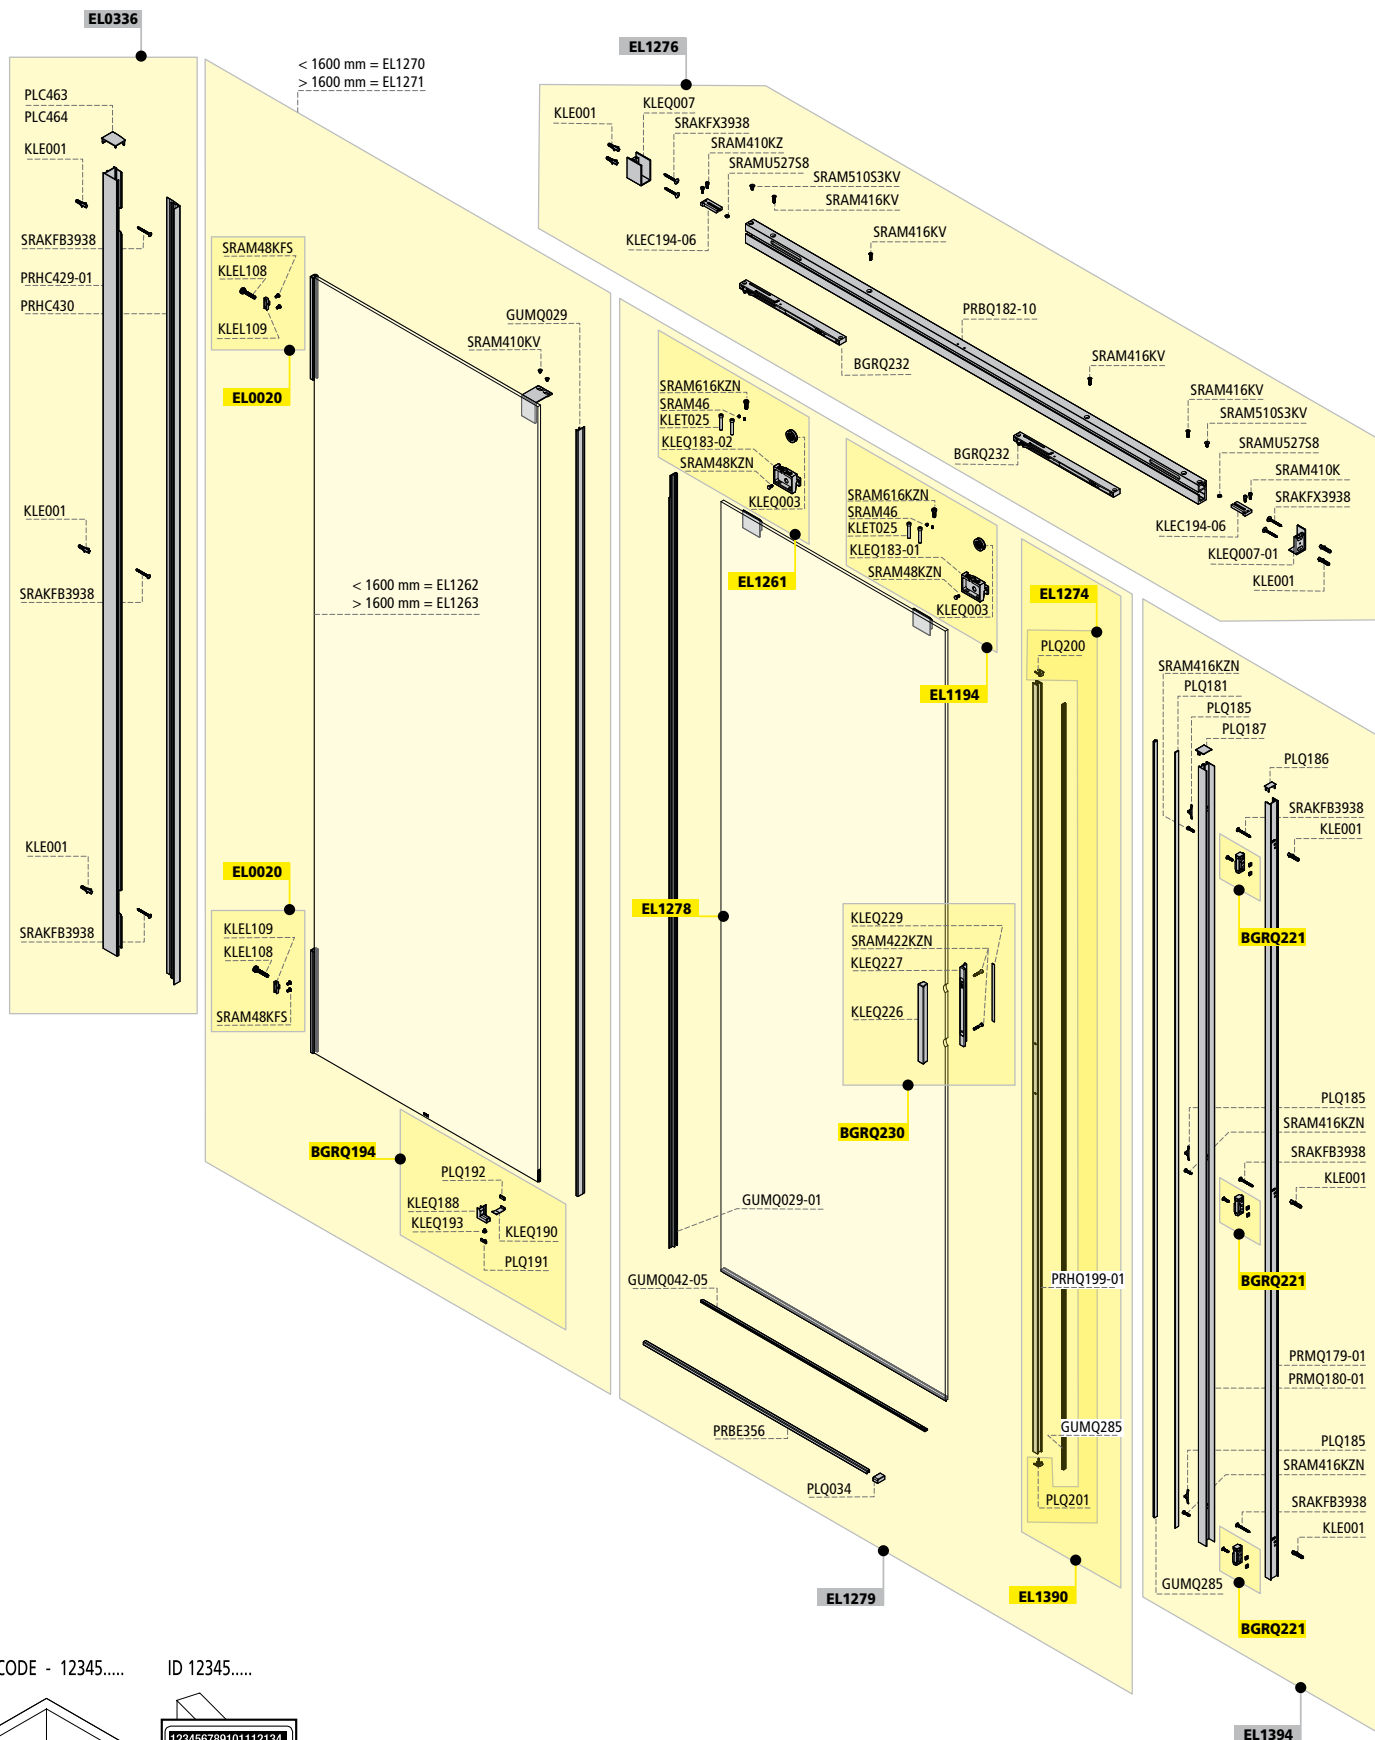 EL0336
PLC463
PLC464
KLE001
SRAKFB3938
PRHC429-01
PRHC430
KLE001
SRAKFB3938
KLE001
SRAKFB3938
< 1600 mm = EL1270
> 1600 mm = EL1271
SRAM48KFS
KLEL108
KLEL109
EL0020
GUMQ029
SRAM410KV
< 1600 mm = EL1262
> 1600 mm = EL1263
EL0020
KLEL109
KLEL108
SRAM48KFS
BGRQ194
PLQ192
KLEQ188
KLEQ193
KLEQ190
PLQ191
EL1276
KLE001
KLEQ007
SRAKFX3938
SRAM410KZ
SRAMU527S8
SRAM510S3KV
SRAM416KV
KLEC194-06
SRAM416KV
PRBQ182-10
BGRQ232
SRAM416KV
SRAM416KV
SRAM510S3KV
BGRQ232
SRAMU527S8
SRAM410K
SRAKFX3938
KLEC194-06
KLEQ007-01
KLE001
SRAM616KZN
SRAM46
KLET025
KLEQ183-02
SRAM48KZN
KLEQ003
EL1261
SRAM616KZN
SRAM46
KLET025
KLEQ183-01
SRAM48KZN
KLEQ003
EL1194
EL1274
PLQ200
EL1278
KLEQ229
SRAM422KZN
KLEQ227
KLEQ226
BGRQ230
GUMQ029-01
GUMQ042-05
PRBE356
PLQ034
PRHQ199-01
GUMQ285
PLQ201
EL1279
EL1390
SRAM416KZN
PLQ181
PLQ185
PLQ187
PLQ186
SRAKFB3938
KLE001
BGRQ221
PLQ185
SRAM416KZN
SRAKFB3938
KLE001
BGRQ221
PRMQ179-01
PRMQ180-01
PLQ185
SRAM416KZN
SRAKFB3938
KLE001
GUMQ285
BGRQ221
EL1394
CODE - 12345.....
ID 12345.....
123456789101112134